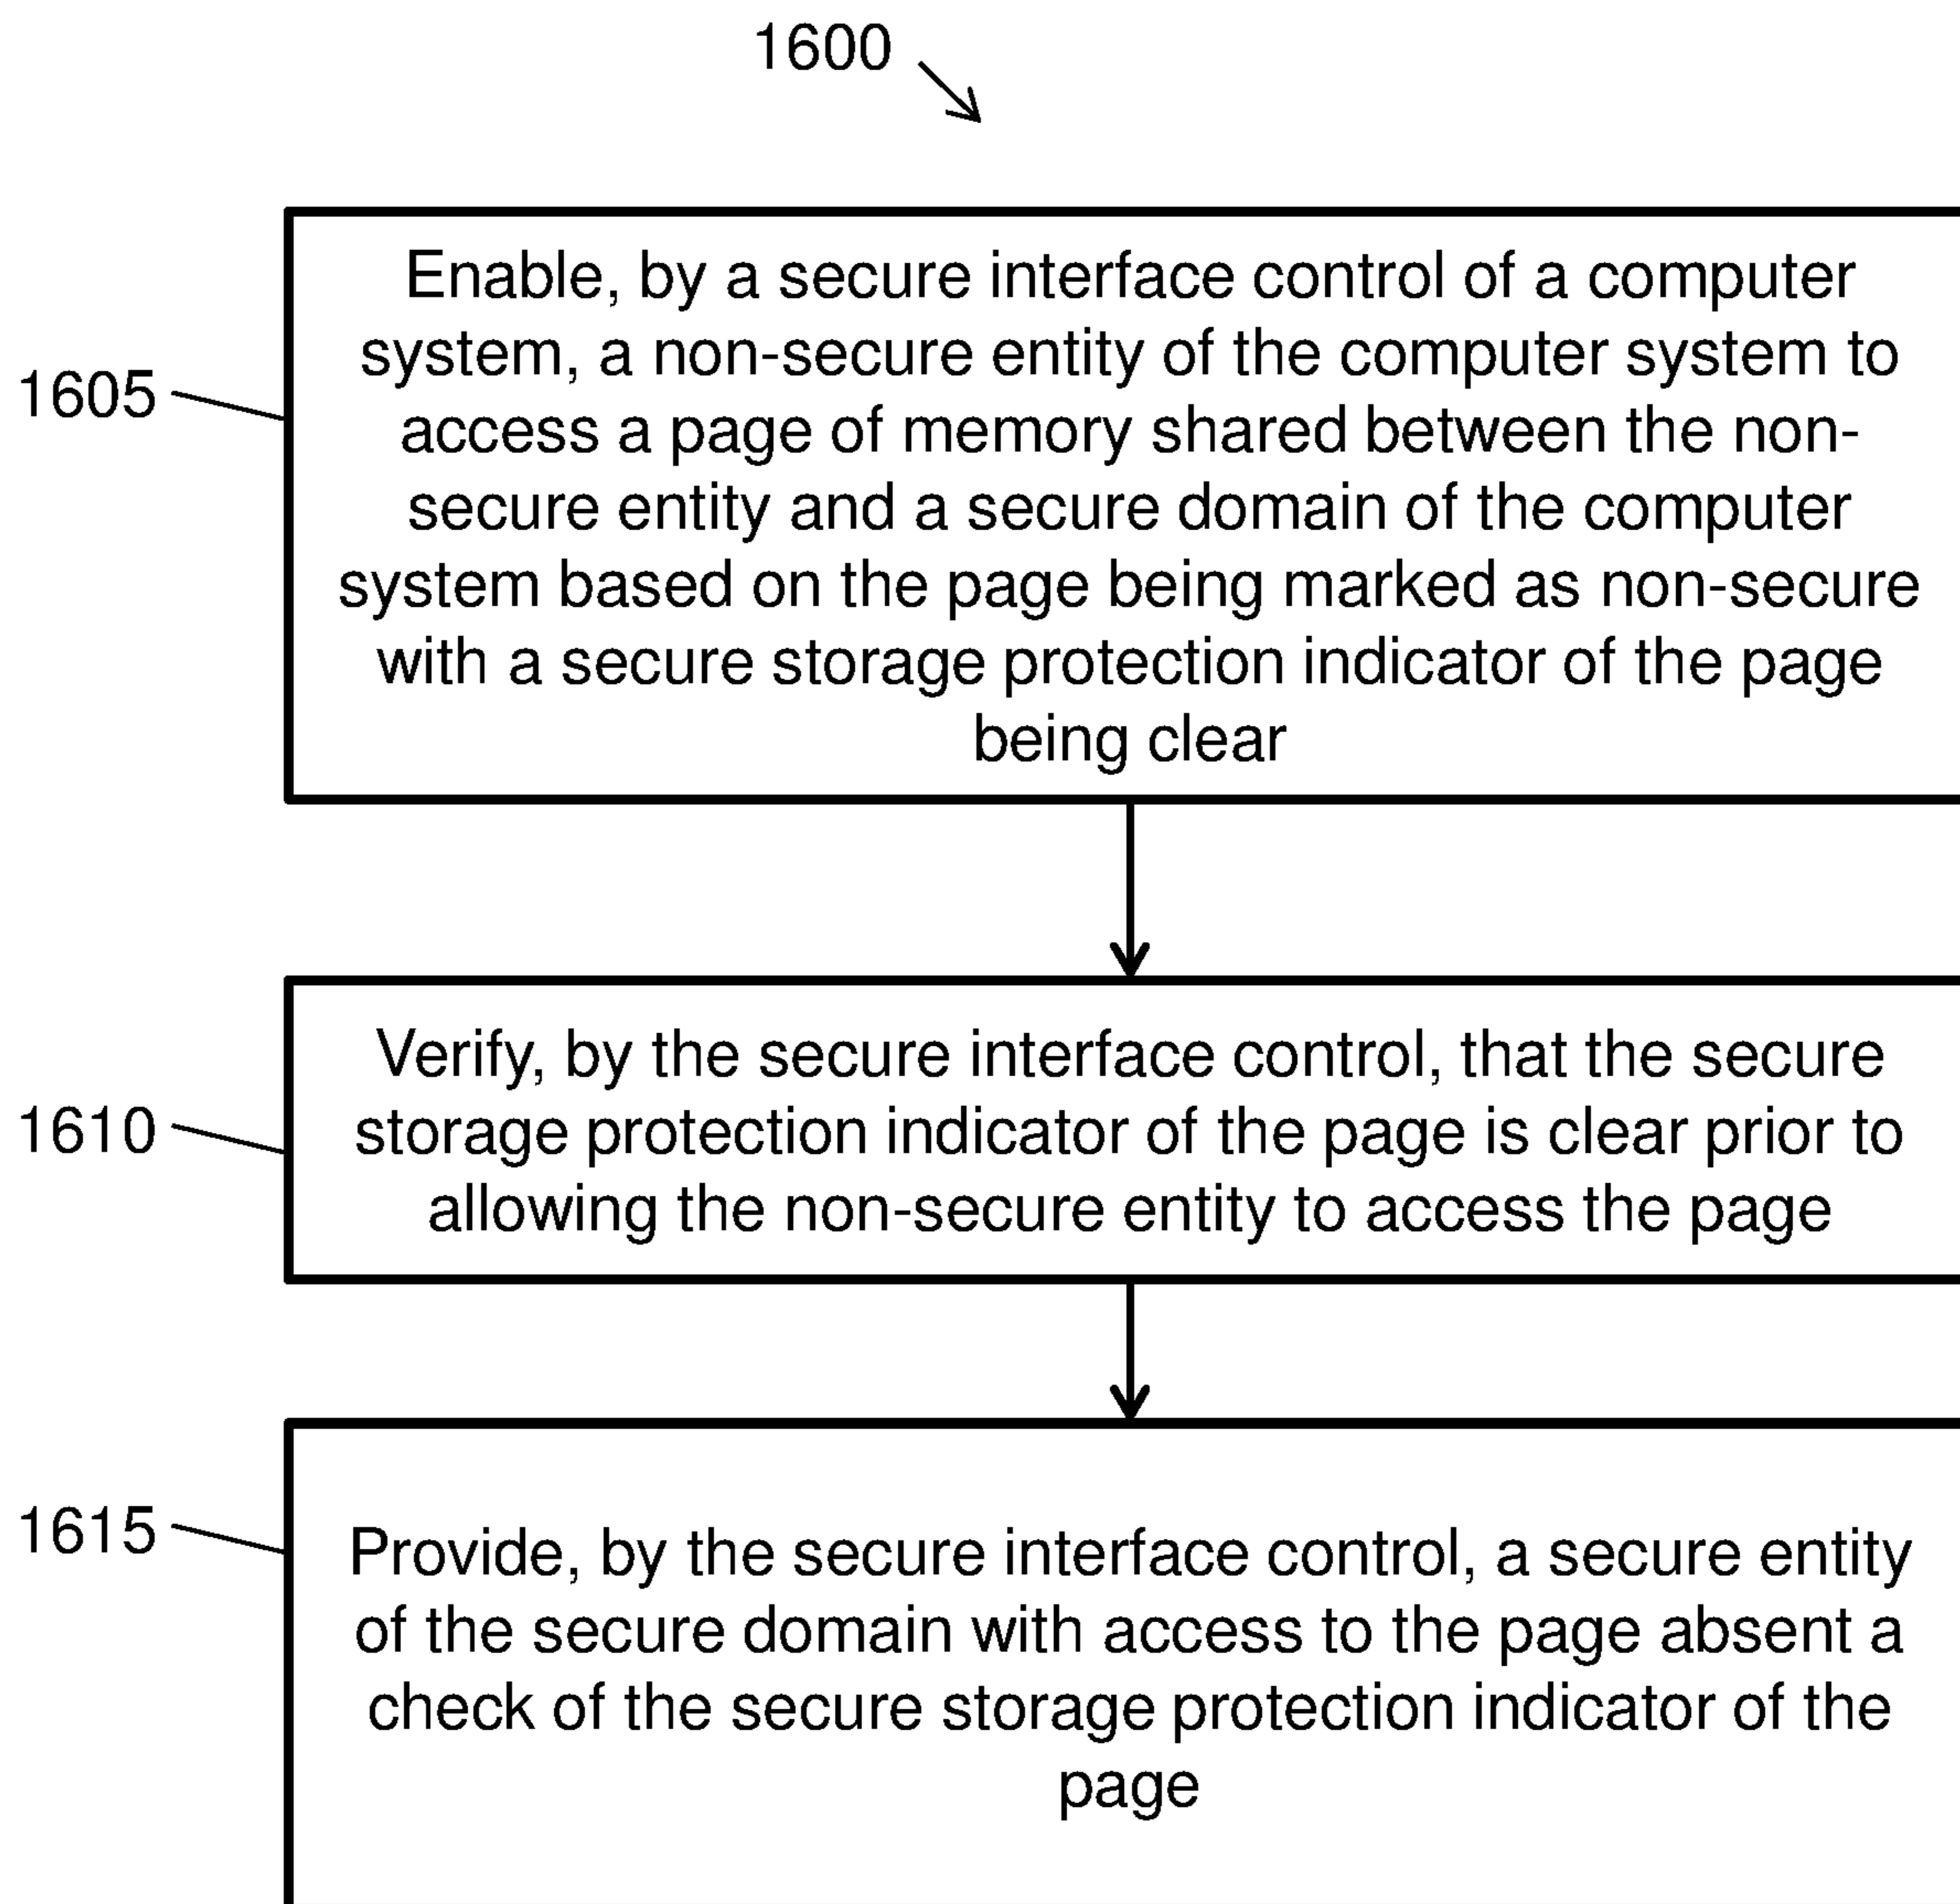 1600
1605
Enable, by a secure interface control of a computer
system, a non-secure entity of the computer system to
access a page of memory shared between the non-
secure entity and a secure domain of the computer
system based on the page being marked as non-secure
with a secure storage protection indicator of the page
being clear
1610
Verify, by the secure interface control, that the secure
storage protection indicator of the page is clear prior to
allowing the non-secure entity to access the page
1615
Provide, by the secure interface control, a secure entity
of the secure domain with access to the page absent a
check of the secure storage protection indicator of the
page